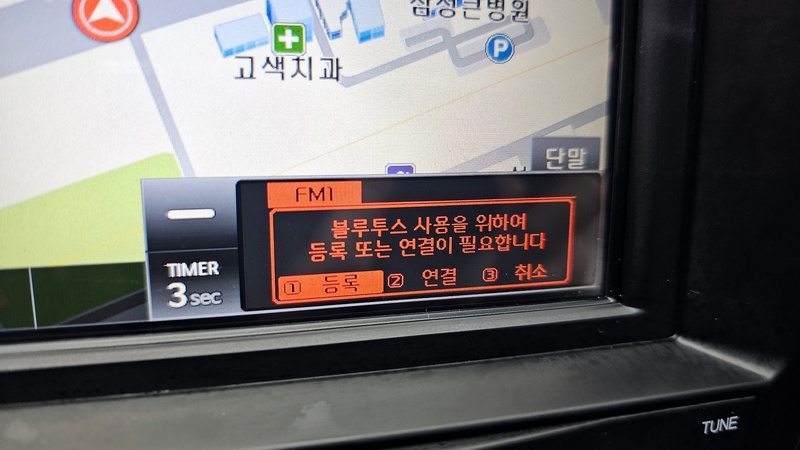 삼성큰병원
P
고색치과
단말
FM1
블루투스 사용을 위하여
등록 또는 연결이 필요합니다
① 등록 ② 연결 ③ 취소
TIMER
3 sec
TUNE